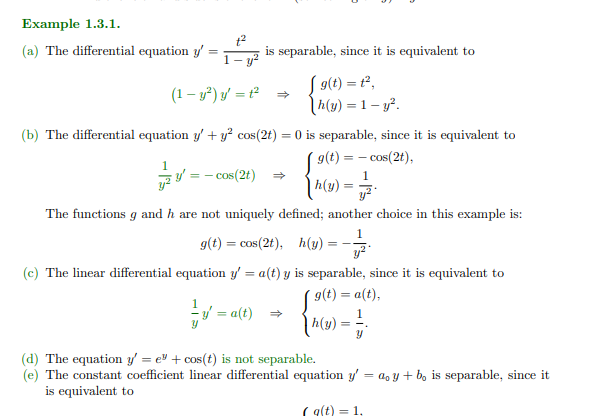 Example 1.3.1.
(a) The differential equation y′ = t²/(1 − y²) is separable, since it is equivalent to
(1 − y²) y′ = t² ⇒ { g(t) = t²,
h(y) = 1 − y².
(b) The differential equation y′ + y² cos(2t) = 0 is separable, since it is equivalent to
1/y² y′ = − cos(2t) ⇒ { g(t) = − cos(2t),
h(y) = 1/y².
The functions g and h are not uniquely defined; another choice in this example is:
g(t) = cos(2t), h(y) = −1/y².
(c) The linear differential equation y′ = a(t) y is separable, since it is equivalent to
1/y y′ = a(t) ⇒ { g(t) = a(t),
h(y) = 1/y.
(d) The equation y′ = eʸ + cos(t) is not separable.
(e) The constant coefficient linear differential equation y′ = a₀ y + b₀ is separable, since it
is equivalent to
{ g(t) = 1,